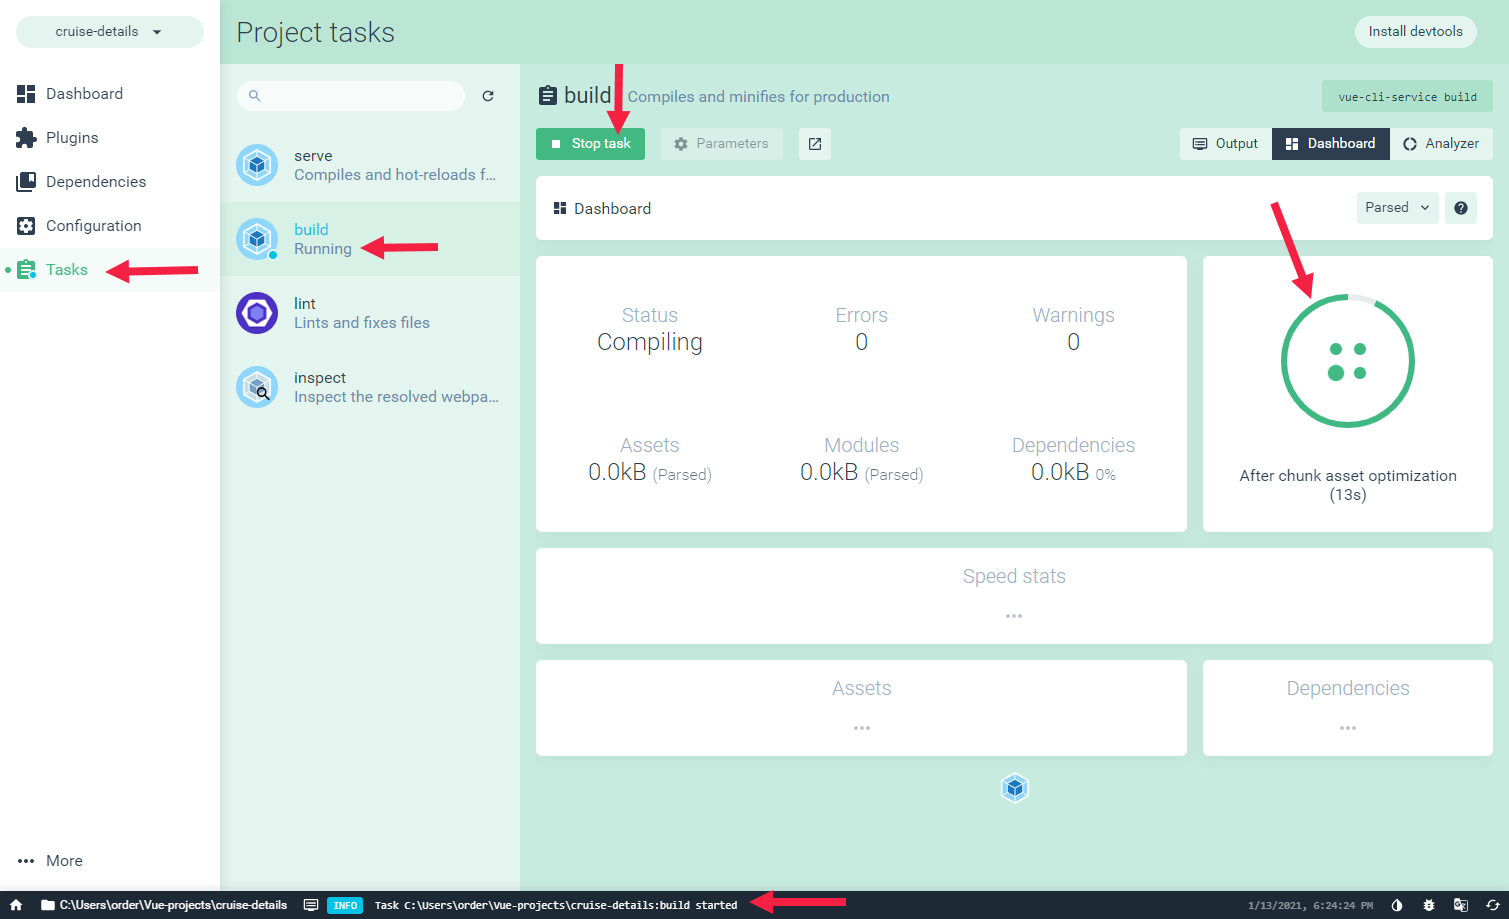 cruise-details
Project tasks
Install devtools
Dashboard
Plugins
Dependencies
Configuration
Tasks
More
serve
Compiles and hot-reloads f...
build
Running
lint
Lints and fixes files
inspect
Inspect the resolved webpa...
build
Compiles and minifies for production
vue-cli-service build
Stop task
Parameters
Output
Dashboard
Analyzer
Dashboard
Parsed
Status
Compiling
Errors
0
Warnings
0
Assets
0.0kB (Parsed)
Modules
0.0kB (Parsed)
Dependencies
0.0kB 0%
After chunk asset optimization
(13s)
Speed stats
...
Assets
...
Dependencies
...
C:\Users\order\Vue-projects\cruise-details
INFO
Task C:\Users\order\Vue-projects\cruise-details:build started
1/13/2021, 6:24:24 PM